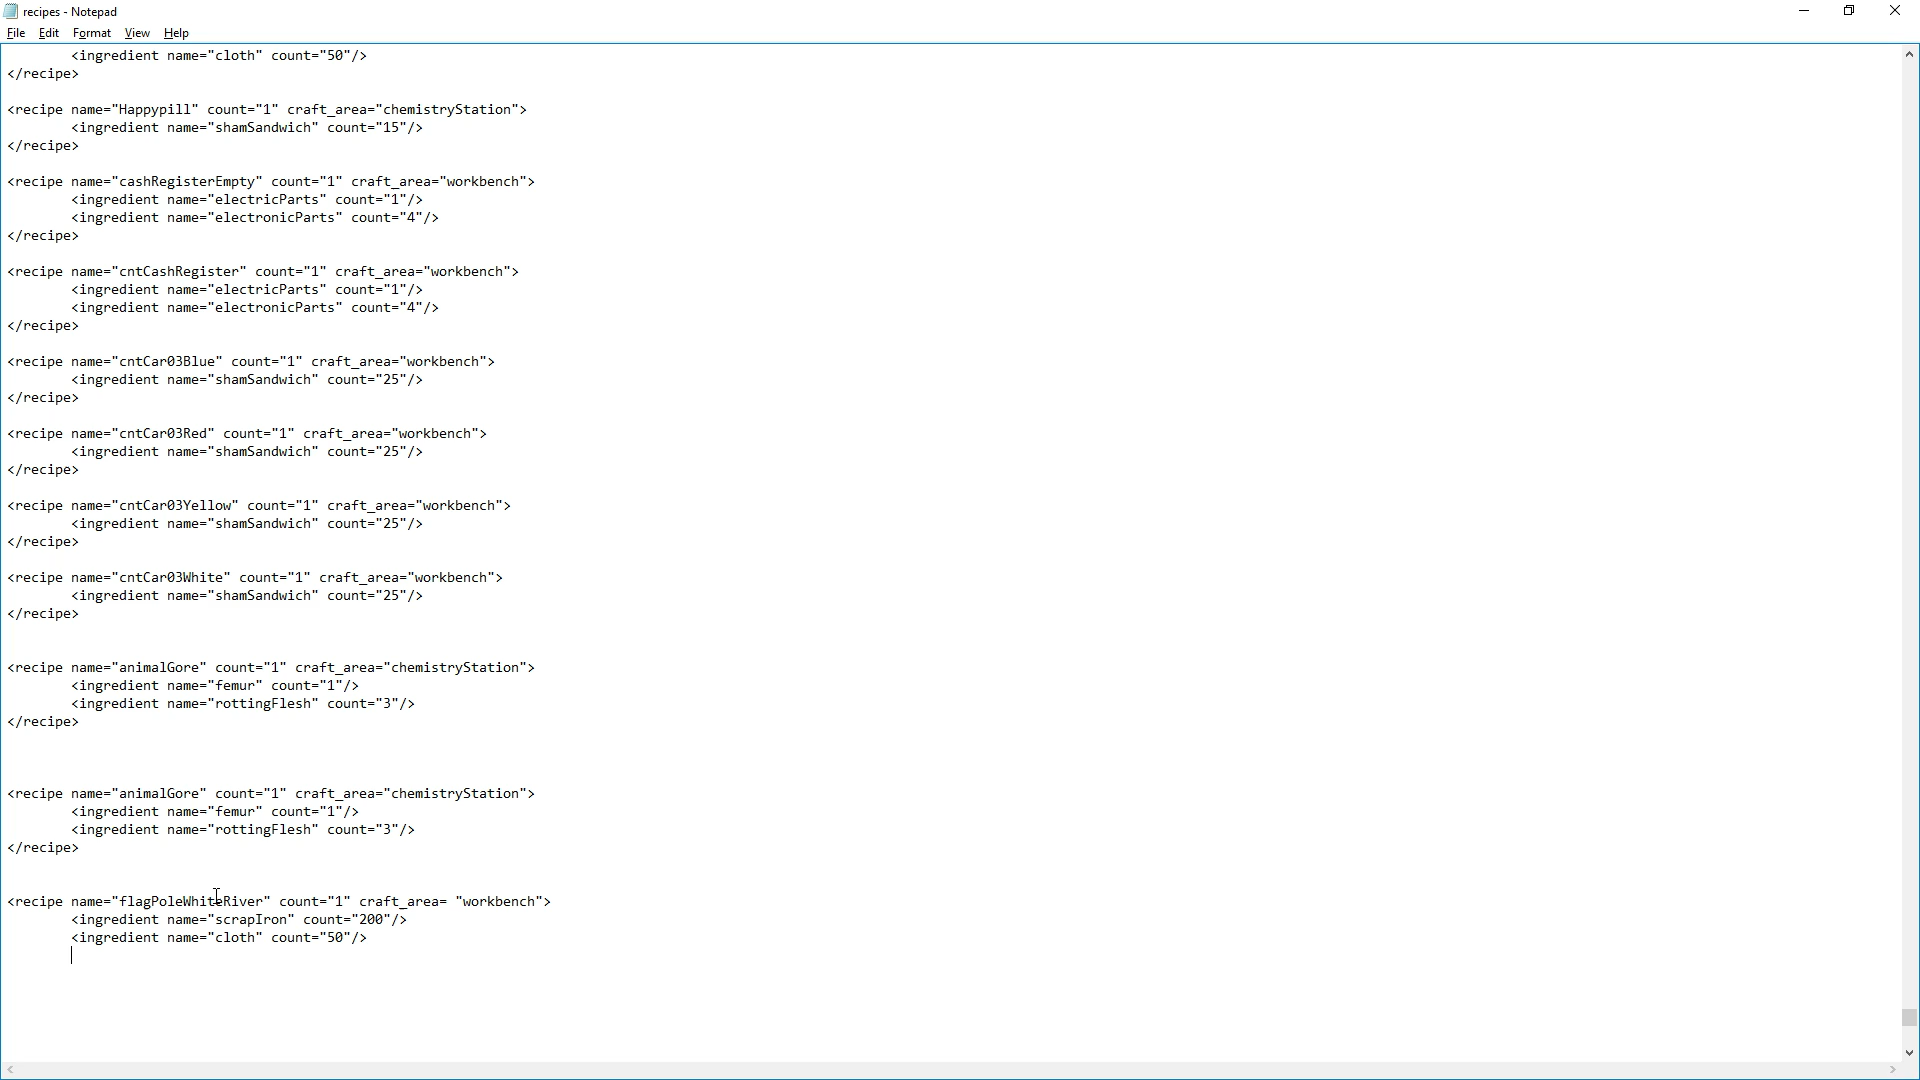 recipes - Notepad
File Edit Format View Help
<ingredient name="cloth" count="50"/>
</recipe>
<recipe name="Happypill" count="1" craft_area="chemistryStation">
<ingredient name="shamSandwich" count="15"/>
</recipe>
<recipe name="cashRegisterEmpty" count="1" craft_area="workbench">
<ingredient name="electricParts" count="1"/>
<ingredient name="electronicParts" count="4"/>
</recipe>
<recipe name="cntCashRegister" count="1" craft_area="workbench">
<ingredient name="electricParts" count="1"/>
<ingredient name="electronicParts" count="4"/>
</recipe>
<recipe name="cntCar03Blue" count="1" craft_area="workbench">
<ingredient name="shamSandwich" count="25"/>
</recipe>
<recipe name="cntCar03Red" count="1" craft_area="workbench">
<ingredient name="shamSandwich" count="25"/>
</recipe>
<recipe name="cntCar03Yellow" count="1" craft_area="workbench">
<ingredient name="shamSandwich" count="25"/>
</recipe>
<recipe name="cntCar03White" count="1" craft_area="workbench">
<ingredient name="shamSandwich" count="25"/>
</recipe>
<recipe name="animalGore" count="1" craft_area="chemistryStation">
<ingredient name="femur" count="1"/>
<ingredient name="rottingFlesh" count="3"/>
</recipe>
<recipe name="animalGore" count="1" craft_area="chemistryStation">
<ingredient name="femur" count="1"/>
<ingredient name="rottingFlesh" count="3"/>
</recipe>
<recipe name="flagPoleWhiteRiver" count="1" craft_area= "workbench">
<ingredient name="scrapIron" count="200"/>
<ingredient name="cloth" count="50"/>